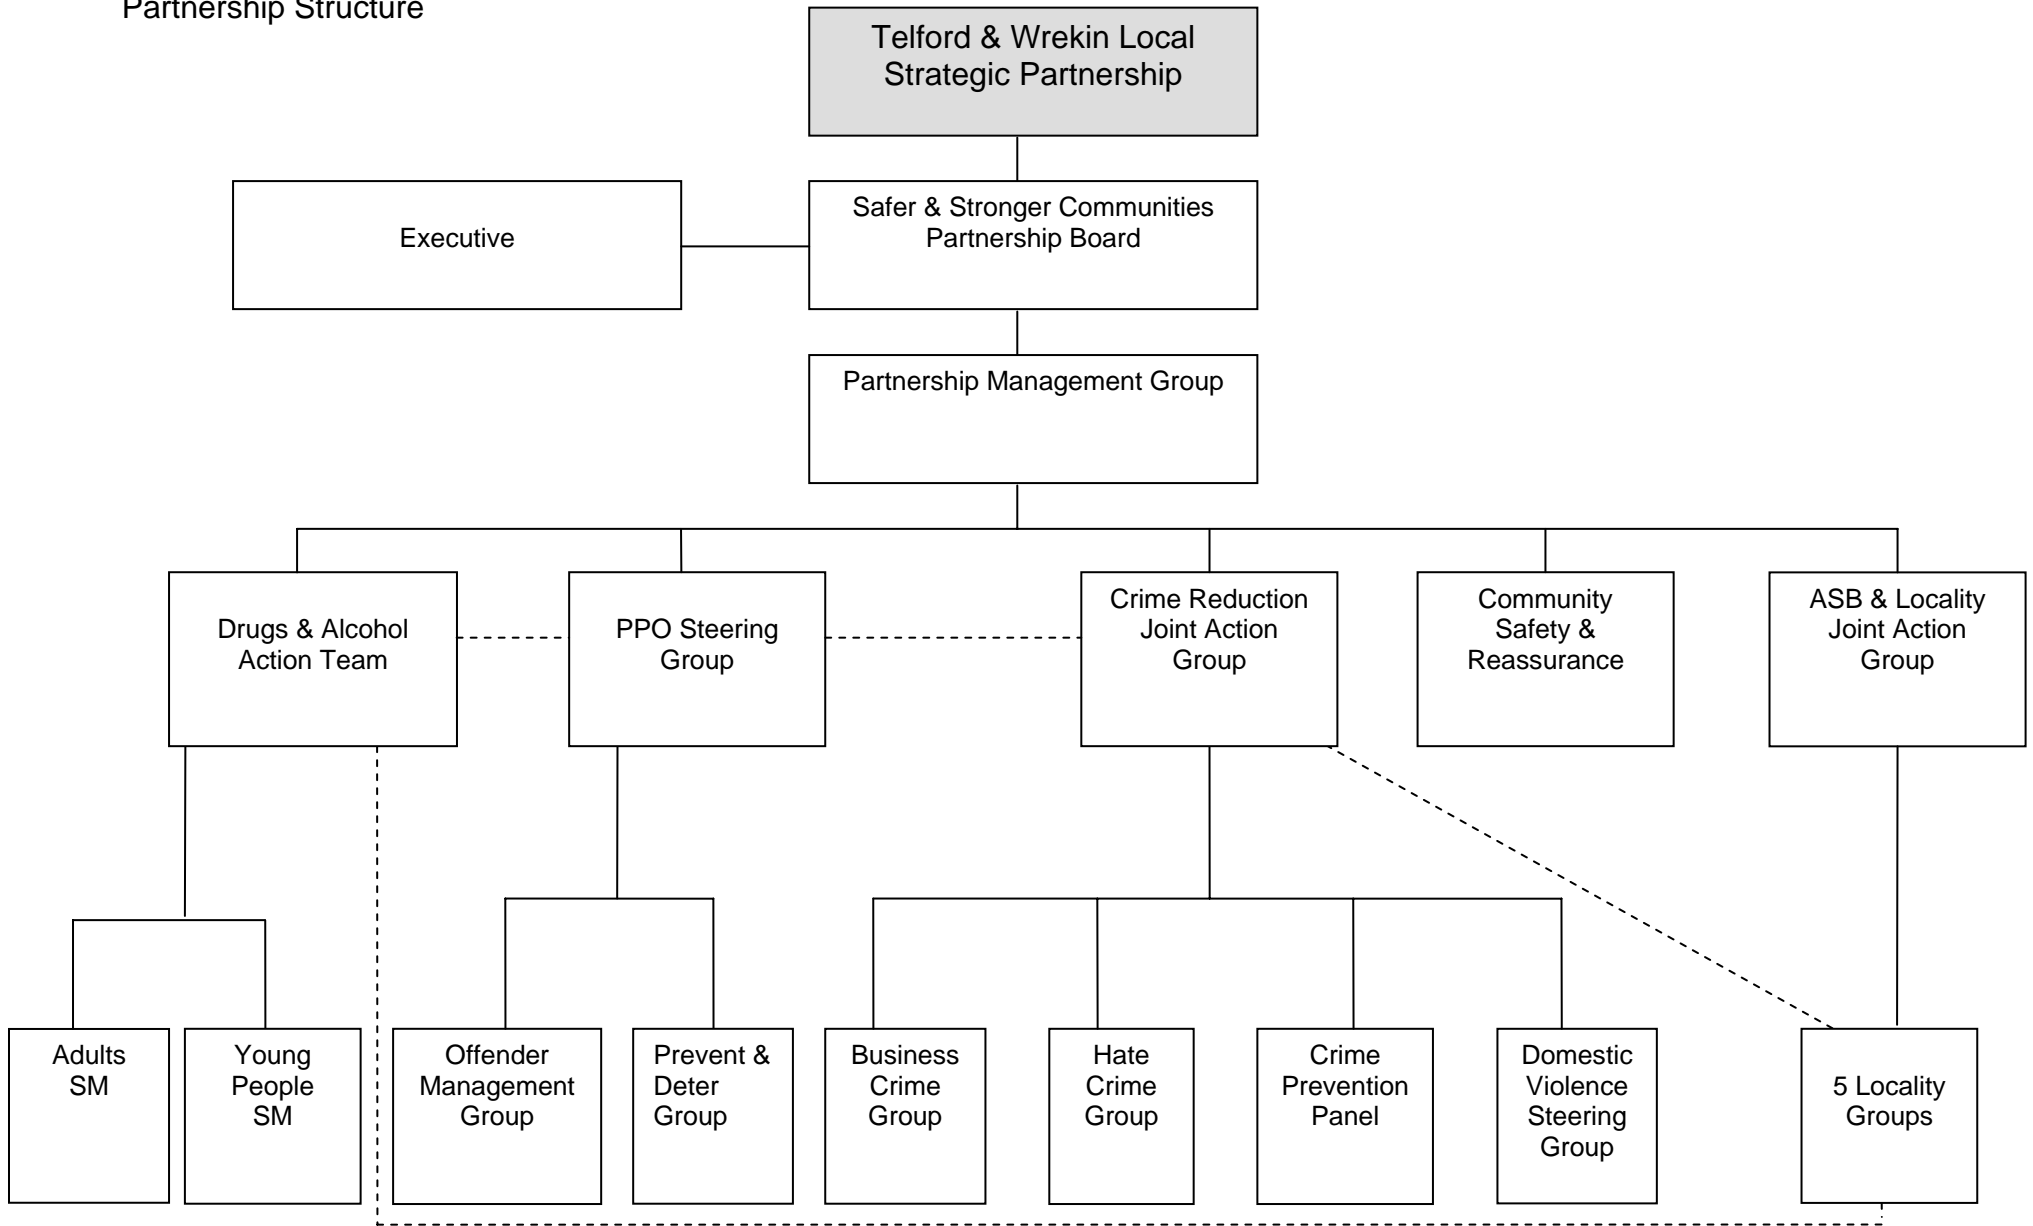 Partnership Structure
Telford & Wrekin Local
Strategic Partnership
Executive
Safer & Stronger Communities
Partnership Board
Partnership Management Group
Drugs & Alcohol
Action Team
PPO Steering
Group
Crime Reduction
Joint Action
Group
Community
Safety &
Reassurance
ASB & Locality
Joint Action
Group
Adults
SM
Young
People
SM
Offender
Management
Group
Prevent &
Deter
Group
Business
Crime
Group
Hate
Crime
Group
Crime
Prevention
Panel
Domestic
Violence
Steering
Group
5 Locality
Groups